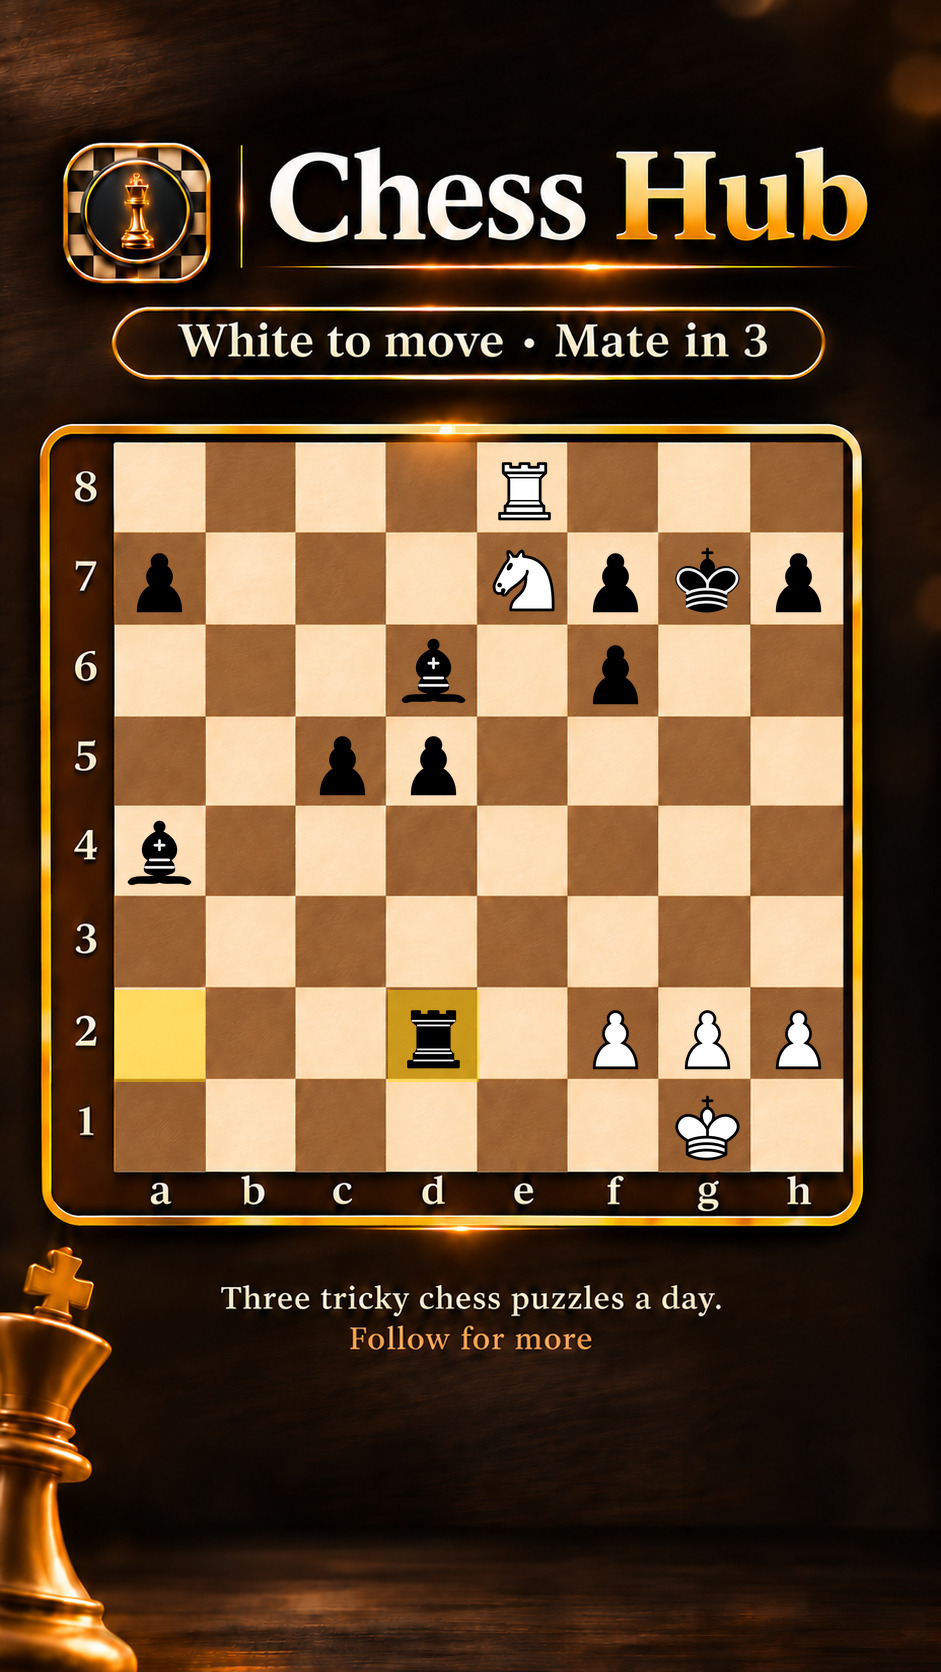 Chess Hub
White to move • Mate in 3
8
7
6
5
4
3
2
1
a b c d e f g h
Three tricky chess puzzles a day.
Follow for more